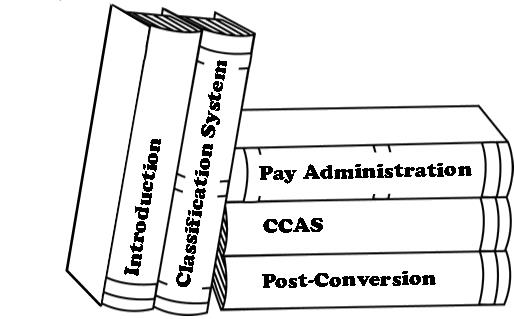 Introduction
Classification System
Pay Administration
CCAS
Post-Conversion